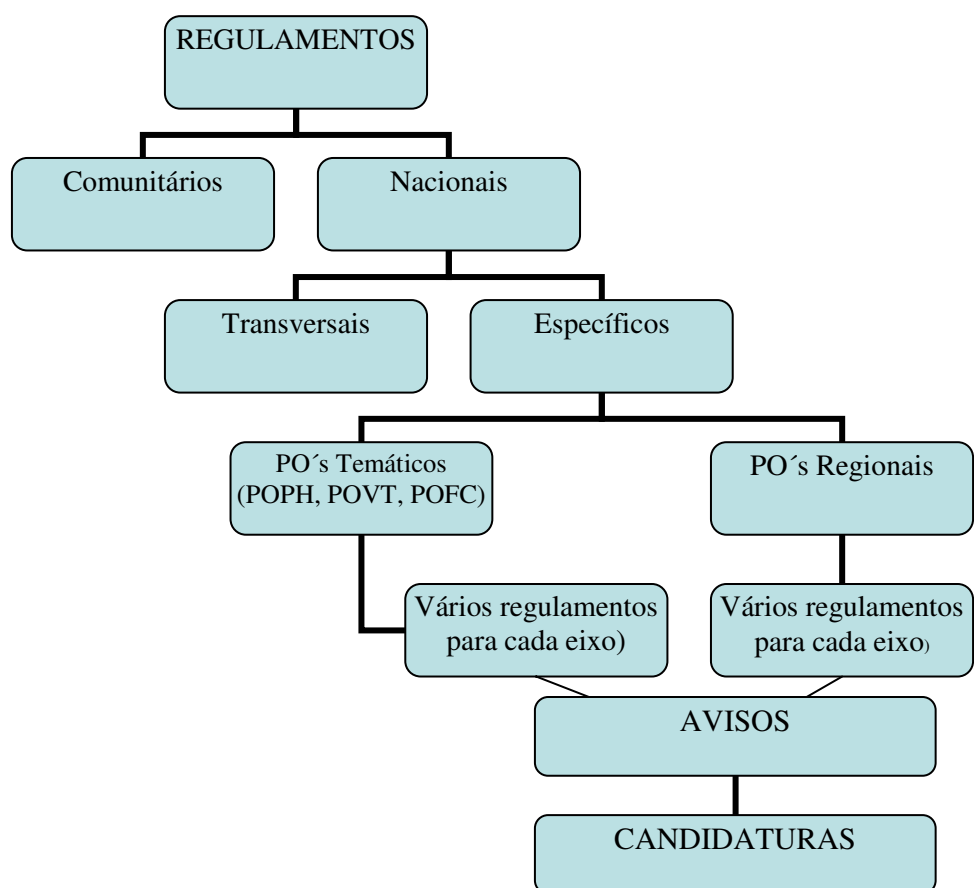 REGULAMENTOS
Comunitários
Nacionais
Transversais
Específicos
PO´s Temáticos
(POPH, POVT, POFC)
PO´s Regionais
Vários regulamentos
para cada eixo)
Vários regulamentos
para cada eixo)
AVISOS
CANDIDATURAS